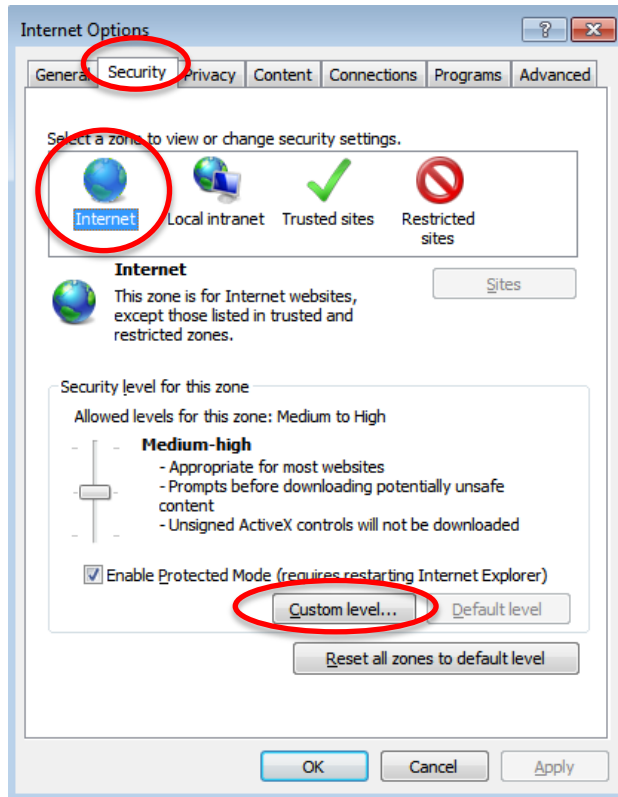 Internet Options
General Security Privacy Content Connections Programs Advanced
Select a zone to view or change security settings.
Internet Local intranet Trusted sites Restricted sites
Internet
Sites
This zone is for Internet websites,
except those listed in trusted and
restricted zones.
Security level for this zone
Allowed levels for this zone: Medium to High
Medium-high
- Appropriate for most websites
- Prompts before downloading potentially unsafe
content
- Unsigned ActiveX controls will not be downloaded
Enable Protected Mode (requires restarting Internet Explorer)
Custom level... Default level
Reset all zones to default level
OK Cancel Apply